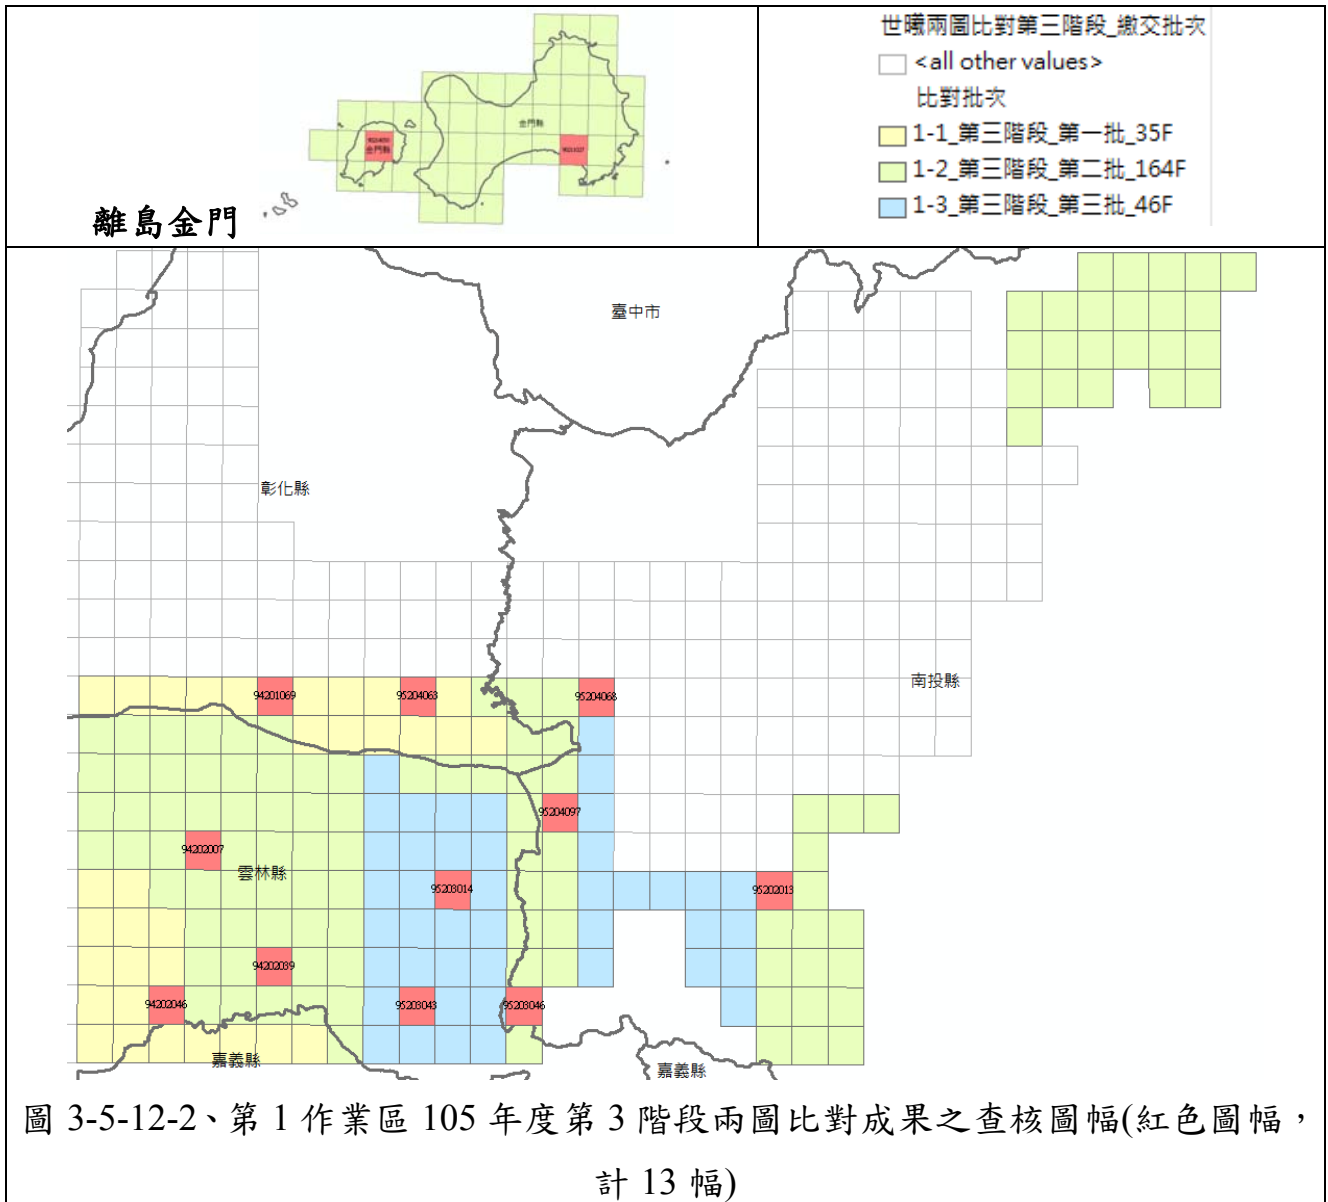 離島金門
金門縣
金門縣
世曦兩圖比對第三階段_繳交批次
<all other values>
比對批次
1-1_第三階段_第一批_35F
1-2_第三階段_第二批_164F
1-3_第三階段_第三批_46F
臺中市
彰化縣
南投縣
94201069
95204063
95204068
95204097
94202007
雲林縣
95203014
95202013
94202039
94202046
95203043
95203046
嘉義縣
嘉義縣
圖 3-5-12-2、第 1 作業區 105 年度第 3 階段兩圖比對成果之查核圖幅(紅色圖幅，
計 13 幅)